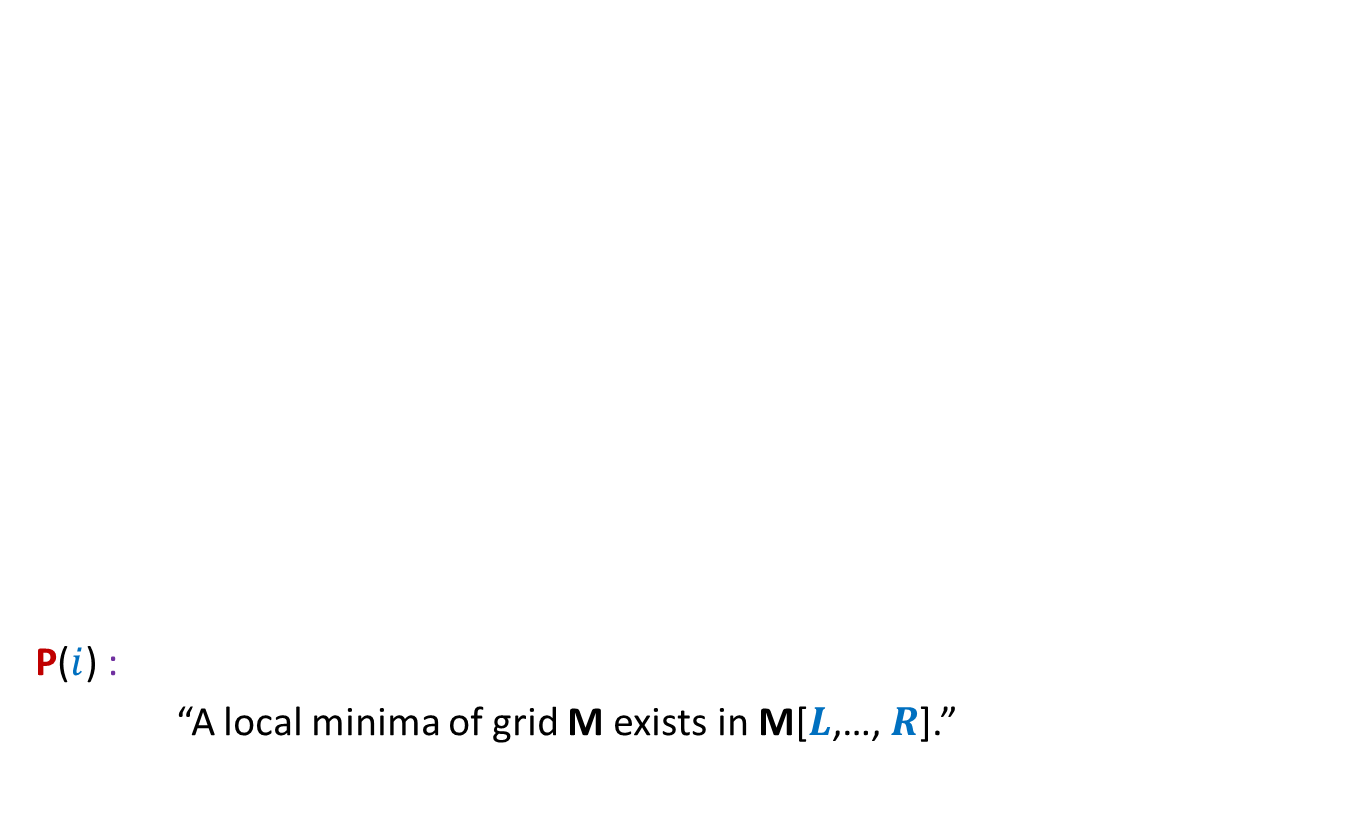 P(i) :
“A local minima of grid M exists in M[L,…, R].”